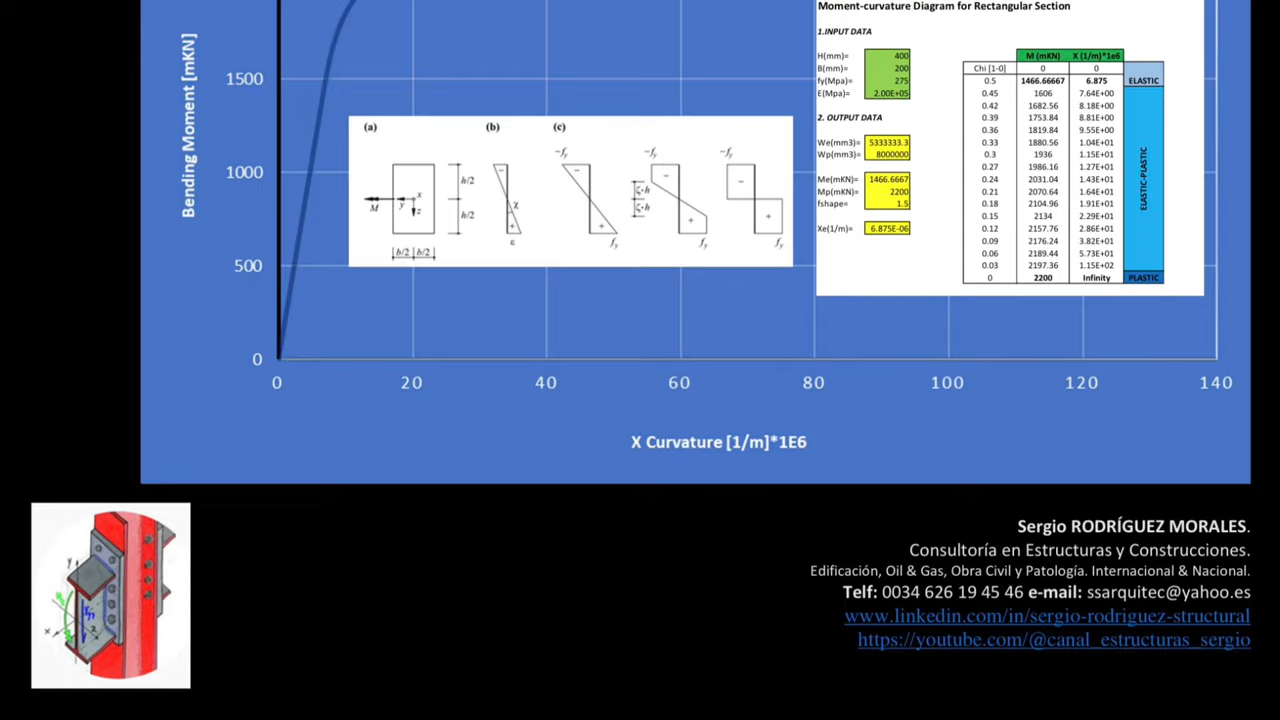 Moment-curvature Diagram for Rectangular Section
1.INPUT DATA
H(mm)= 400
B(mm)= 200
fy(Mpa)= 275
E(Mpa)= 2.00E+05
2. OUTPUT DATA
We(mm3)= 5333333.3
Wp(mm3)= 8000000
Me(mKN)= 1466.6667
Mp(mKN)= 2200
fshape= 1.5
Xe(1/m)= 6.875E-06
M (mKN) X (1/m)*1e6
Chi [1-0] 0 0
0.5 1466.66667 6.875 ELASTIC
0.45 1606 7.64E+00
0.42 1682.56 8.18E+00
0.39 1753.84 8.81E+00
0.36 1819.84 9.55E+00
0.33 1880.56 1.04E+01
0.3 1936 1.15E+01
0.27 1986.16 1.27E+01
0.24 2031.04 1.43E+01
0.21 2070.64 1.64E+01
0.18 2104.96 1.91E+01
0.15 2134 2.29E+01
0.12 2157.76 2.86E+01
0.09 2176.24 3.82E+01
0.06 2189.44 5.73E+01
0.03 2197.36 1.15E+02
0 2200 Infinity PLASTIC
ELASTIC-PLASTIC
Bending Moment [mKN]
1500
1000
500
0
(a) (b) (c)
−fy −fy −fy
h/2
h/2
M y x z
χ
ε
ζ·h
ζ·h
fy fy fy
b/2 b/2
0 20 40 60 80 100 120 140
X Curvature [1/m]*1E6
Sergio RODRÍGUEZ MORALES.
Consultoría en Estructuras y Construcciones.
Edificación, Oil & Gas, Obra Civil y Patología. Internacional & Nacional.
Telf: 0034 626 19 45 46 e-mail: ssarquitec@yahoo.es
www.linkedin.com/in/sergio-rodriguez-structural
https://youtube.com/@canal_estructuras_sergio